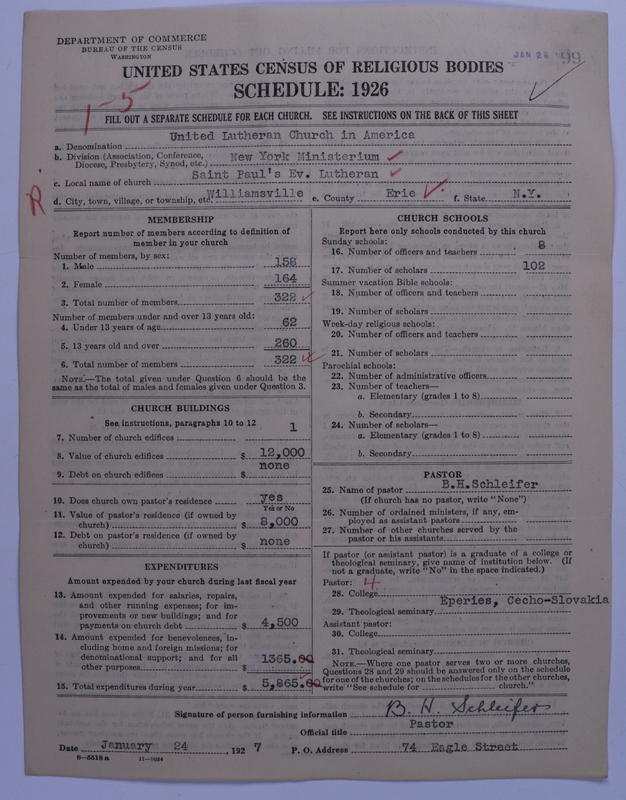 DEPARTMENT OF COMMERCE
BUREAU OF THE CENSUS
WASHINGTON
JAN 26
99
UNITED STATES CENSUS OF RELIGIOUS BODIES
SCHEDULE: 1926
1-5
FILL OUT A SEPARATE SCHEDULE FOR EACH CHURCH. SEE INSTRUCTIONS ON THE BACK OF THIS SHEET
a. Denomination United Lutheran Church in America
b. Division (Association, Conference, Diocese, Presbytery, Synod, etc.) New York Ministerium
c. Local name of church Saint Paul's Ev. Lutheran
R.
d. City, town, village, or township, etc. Williamsville e. County Erie f. State N.Y.
MEMBERSHIP
Report number of members according to definition of
member in your church
Number of members, by sex:
1. Male 158
2. Female 164
3. Total number of members 322
Number of members under and over 13 years old:
4. Under 13 years of age 62
5. 13 years old and over 260
6. Total number of members 322
NOTE.—The total given under Question 6 should be the
same as the total of males and females given under Question 3.
CHURCH BUILDINGS
See instructions, paragraphs 10 to 12
7. Number of church edifices 1
8. Value of church edifices $ 12,000
9. Debt on church edifices $ none
10. Does church own pastor's residence yes
Yes or No
11. Value of pastor's residence (if owned by
church) $ 8,000
12. Debt on pastor's residence (if owned by
church) $ none
EXPENDITURES
Amount expended by your church during last fiscal year
13. Amount expended for salaries, repairs,
and other running expenses; for im-
provements or new buildings; and for
payments on church debt $ 4,500
14. Amount expended for benevolences, in-
cluding home and foreign missions; for
denominational support; and for all
other purposes $ 1365.00
15. Total expenditures during year $ 5,865.00
CHURCH SCHOOLS
Report here only schools conducted by this church
Sunday schools:
16. Number of officers and teachers 8
17. Number of scholars 102
Summer vacation Bible schools:
18. Number of officers and teachers
19. Number of scholars
Week-day religious schools:
20. Number of officers and teachers
21. Number of scholars
Parochial schools:
22. Number of administrative officers
23. Number of teachers—
a. Elementary (grades 1 to 8)
b. Secondary
24. Number of scholars—
a. Elementary (grades 1 to 8)
b. Secondary
PASTOR
25. Name of pastor B.H.Schleifer
(If church has no pastor, write "None")
26. Number of ordained ministers, if any, em-
ployed as assistant pastors
27. Number of other churches served by the
pastor or his assistants
If pastor (or assistant pastor) is a graduate of a college or
theological seminary, give name of institution below. (If
not a graduate, write "No" in the space indicated.)
Pastor: 4
28. College
Eperies, Cecho-Slovakia
29. Theological seminary
Assistant pastor:
30. College
31. Theological seminary
NOTE.—Where one pastor serves two or more churches,
Questions 28 and 29 should be answered only on the schedule
for one of the churches; on the schedules for the other churches,
write "See schedule for church."
Signature of person furnishing information B. H. Schleifer
Official title Pastor
Date January 24, 1927 P. O. Address 74 Eagle Street
8—5518a 11—9024